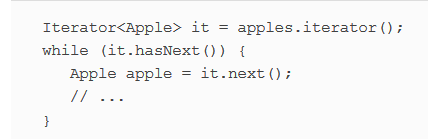 Iterator<Apple> it = apples.iterator();
while (it.hasNext()) {
   Apple apple = it.next();
   // ...
}